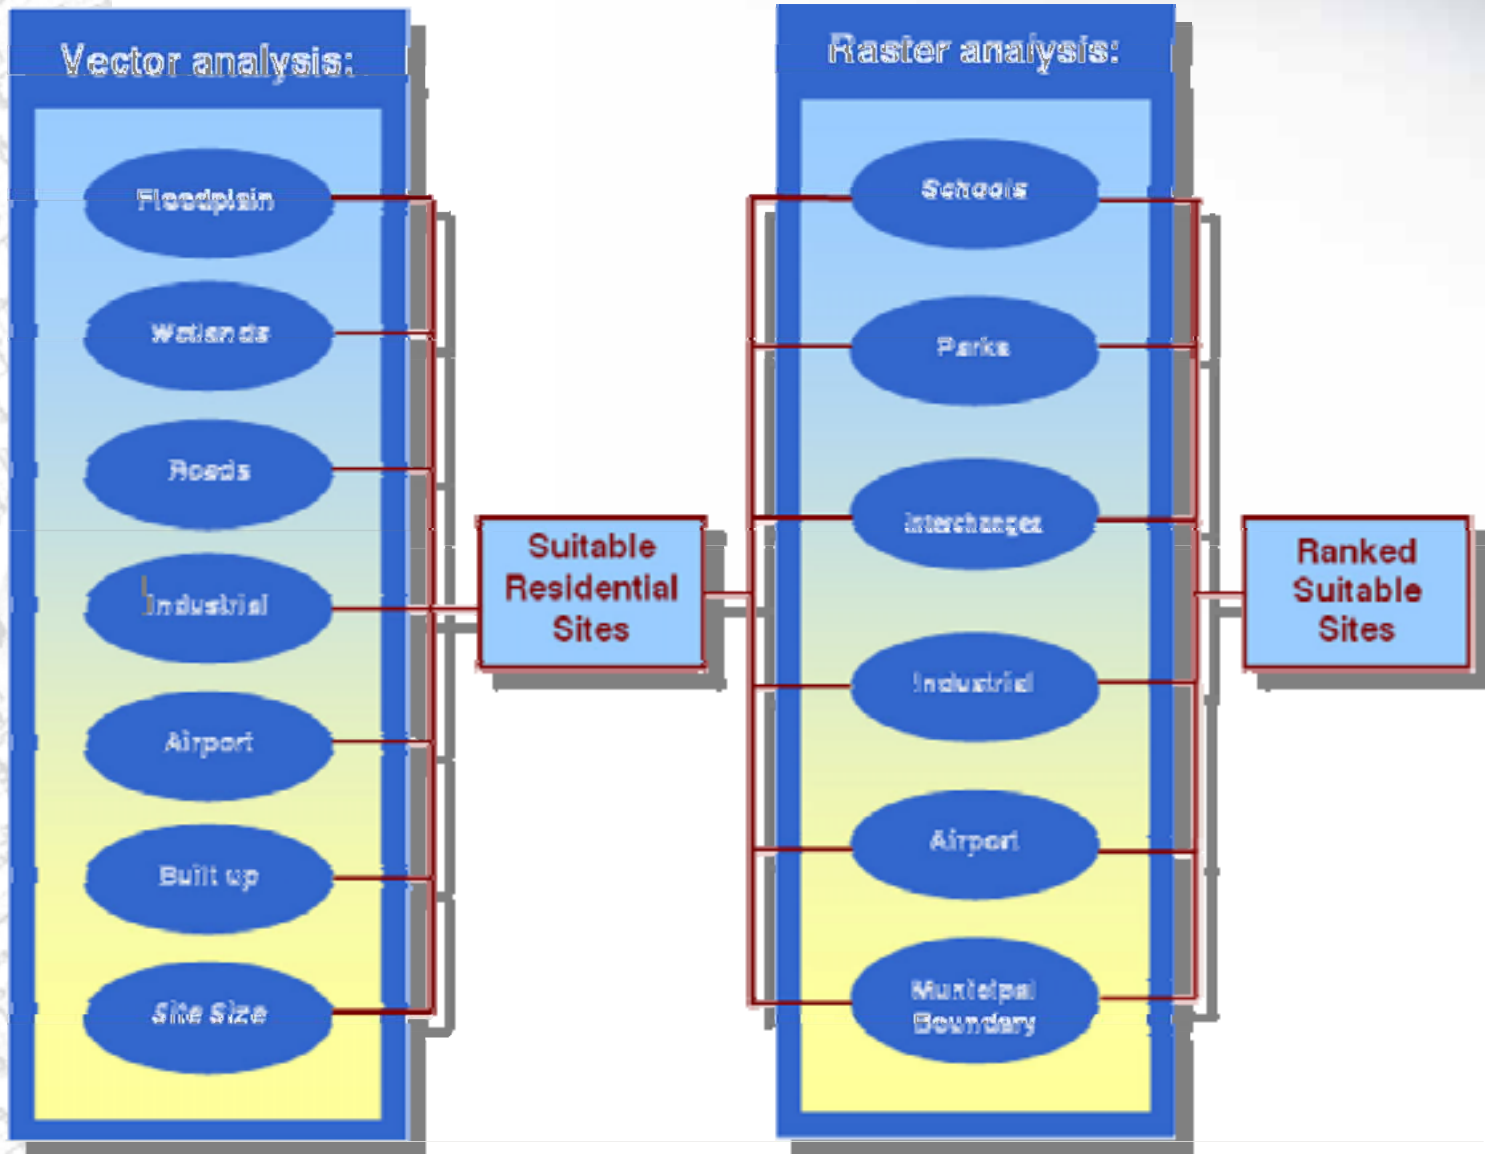 Vector analysis:
Floodplain
Wetlands
Roads
Industrial
Airport
Built up
Site Size
Suitable
Residential
Sites
Raster analysis:
Schools
Parks
Interchanges
Industrial
Airport
Municipal
Boundary
Ranked
Suitable
Sites